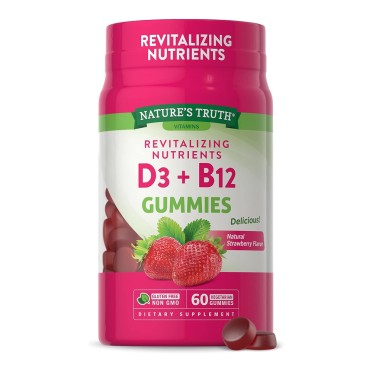 REVITALIZING
NUTRIENTS
NATURE'S TRUTH®
VITAMINS
REVITALIZING
NUTRIENTS
D3 + B12
GUMMIES
Delicious!
Natural
Strawberry Flavor
GLUTEN FREE
NON GMO
60 VEGETARIAN
GUMMIES
DIETARY SUPPLEMENT